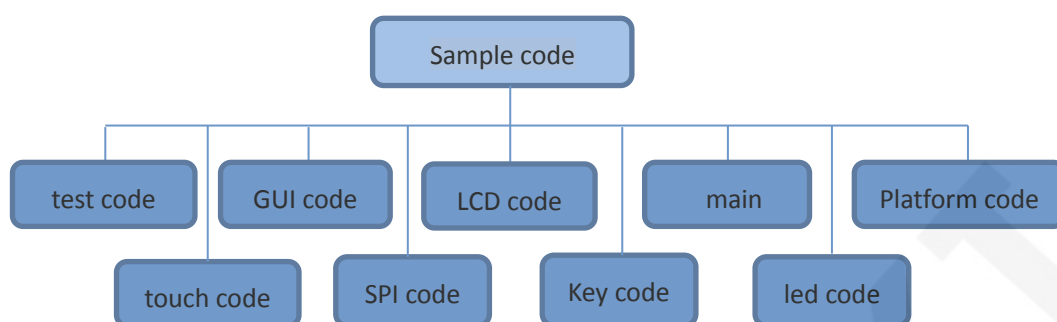 Sample code
test code
GUI code
LCD code
main
Platform code
touch code
SPI code
Key code
led code